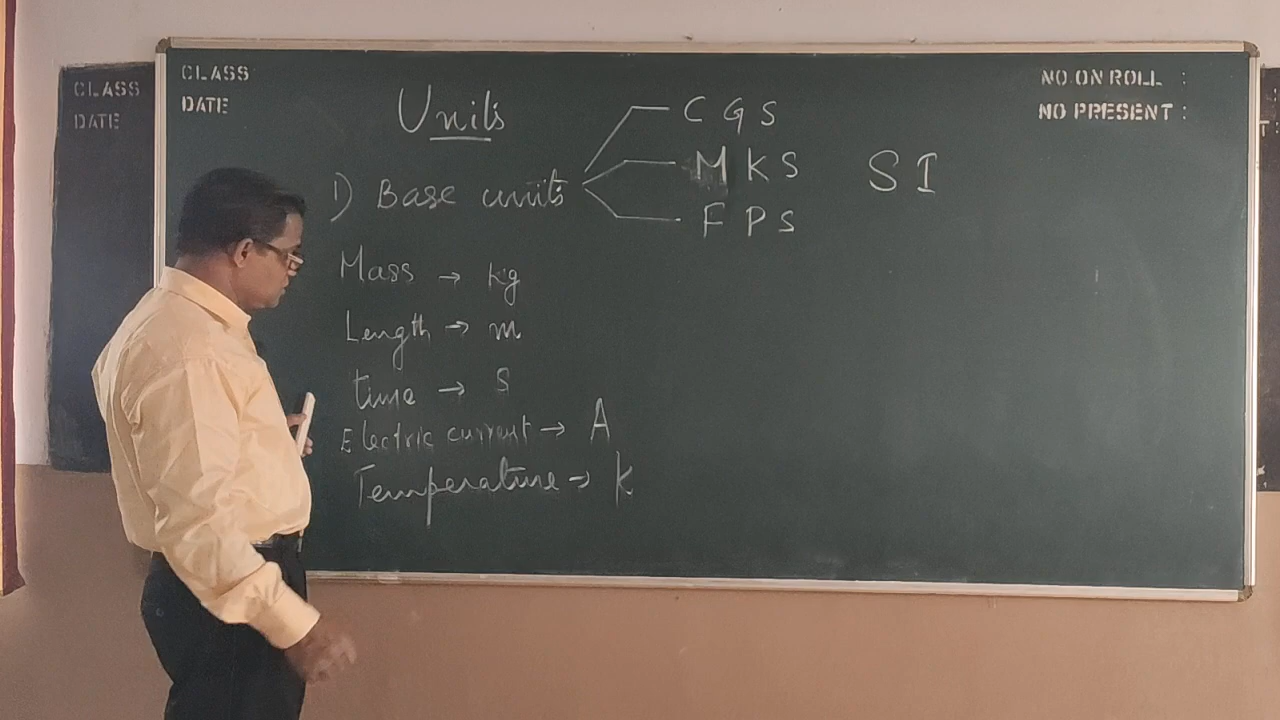 CLASS
DATE
CLASS
DATE
NO.ON ROLL :
NO PRESENT :
Units
1) Base units
C G S
M K S
F P S
S I
Mass → kg
Length → m
time → s
Electric current → A
Temperature → k
T :